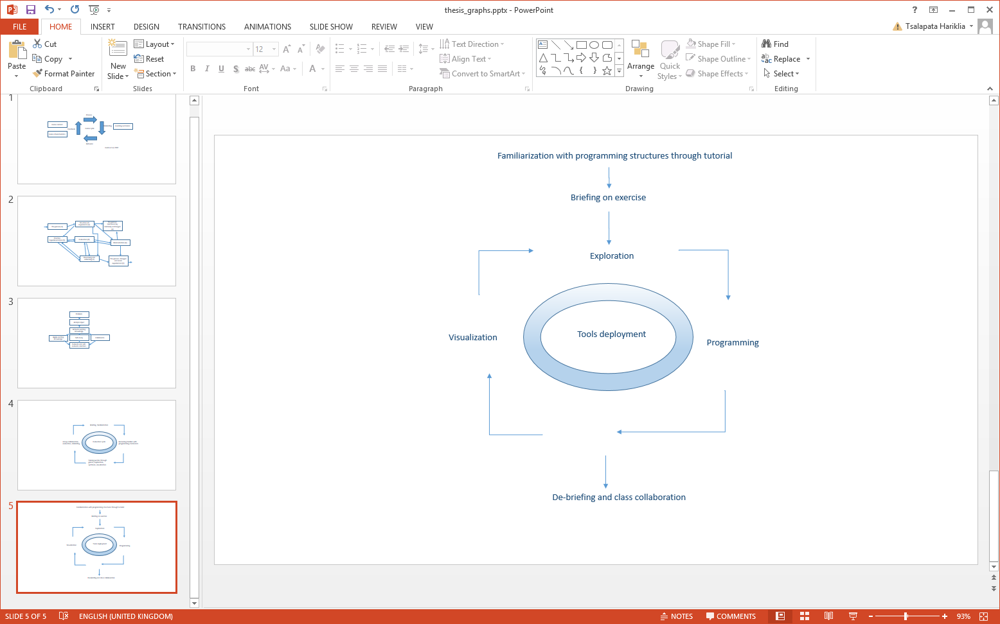 thesis_graphs.pptx - PowerPoint
FILE
HOME
INSERT
DESIGN
TRANSITIONS
ANIMATIONS
SLIDE SHOW
REVIEW
VIEW
Tsalapata Hariklia
Paste
Cut
Copy
Format Painter
Clipboard
New
Slide
Layout
Reset
Section
Slides
12
B I U S abc AV Aa A
Font
Text Direction
Align Text
Convert to SmartArt
Paragraph
Arrange
Quick
Styles
Shape Fill
Shape Outline
Shape Effects
Drawing
Find
Replace
Select
Editing
1
2
3
4
5
Familiarization with programming structures through tutorial
Briefing on exercise
Exploration
Visualization
Tools deployment
Programming
De-briefing and class collaboration
SLIDE 5 OF 5
ENGLISH (UNITED KINGDOM)
NOTES
COMMENTS
93%